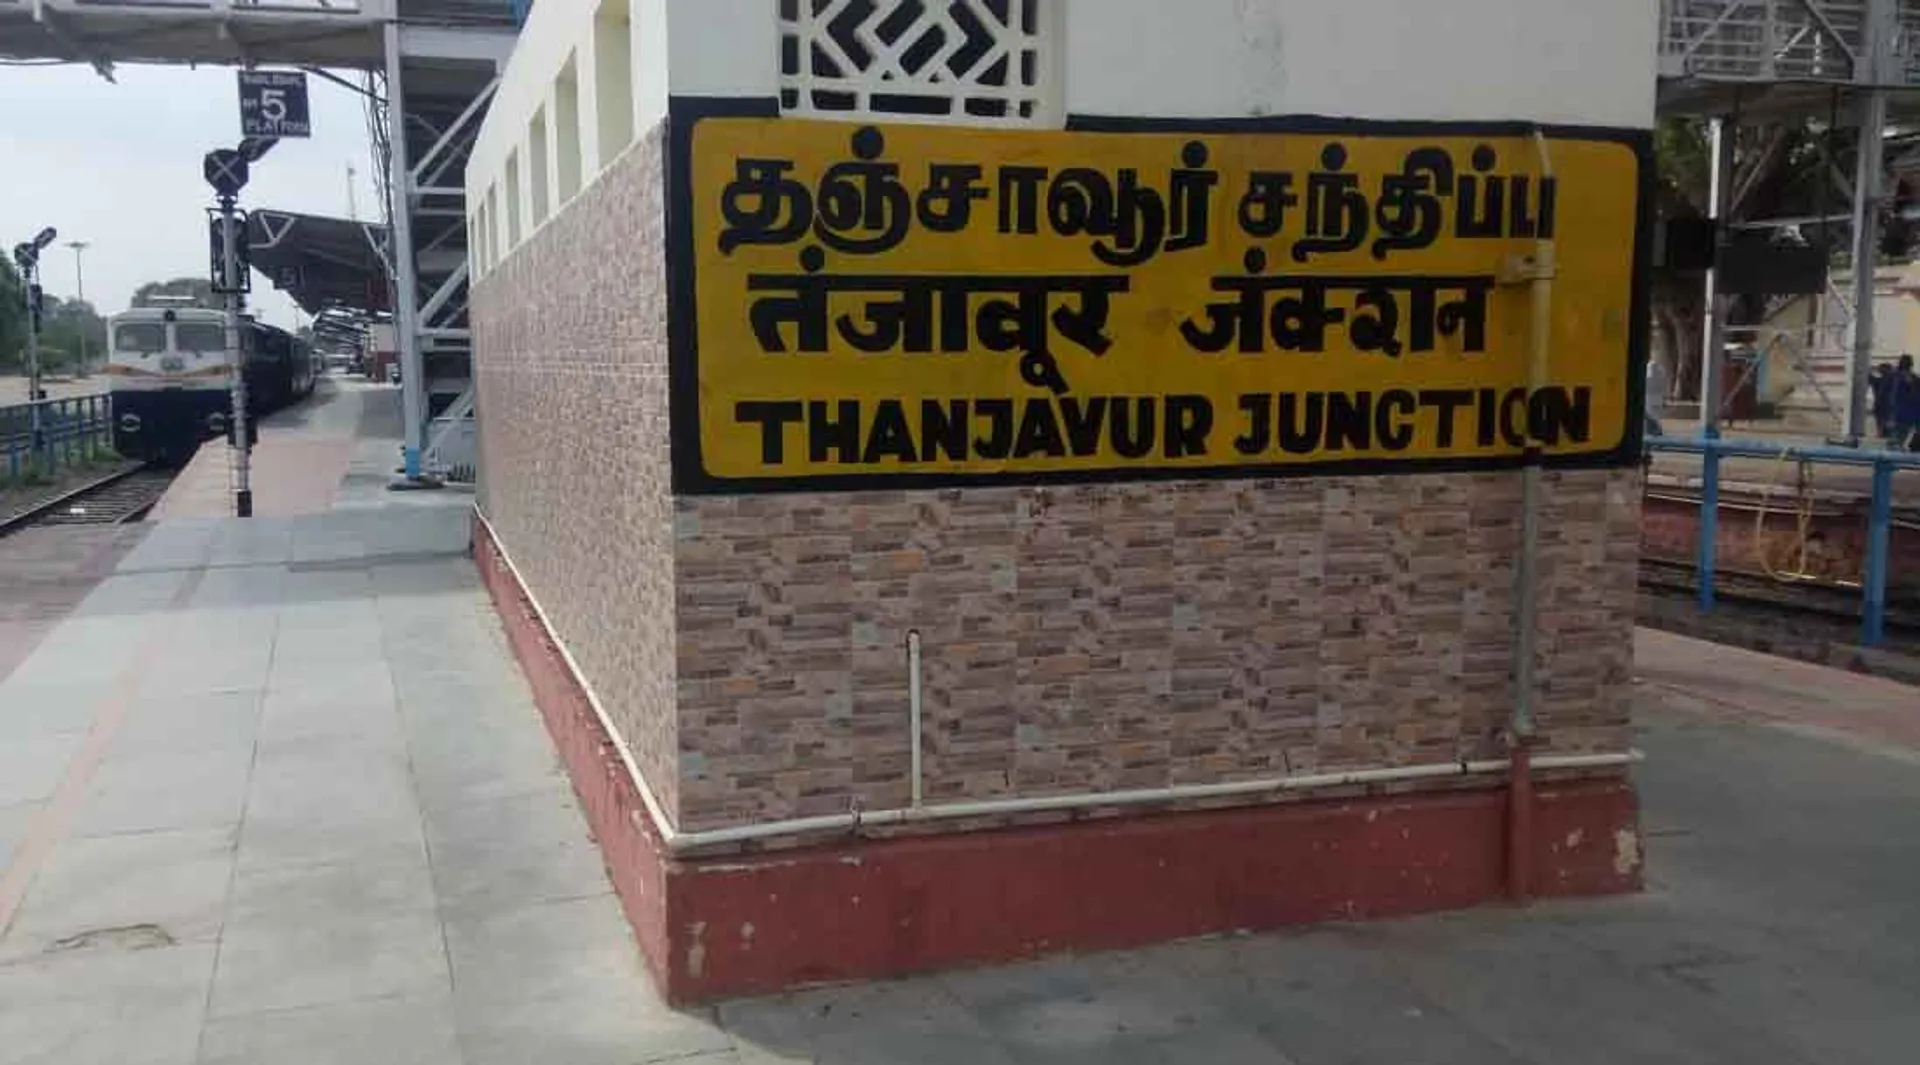 5
PLATFORM
தஞ்சாவூர் சந்திப்பு
तंजावूर जंक्शन
THANJAVUR JUNCTION